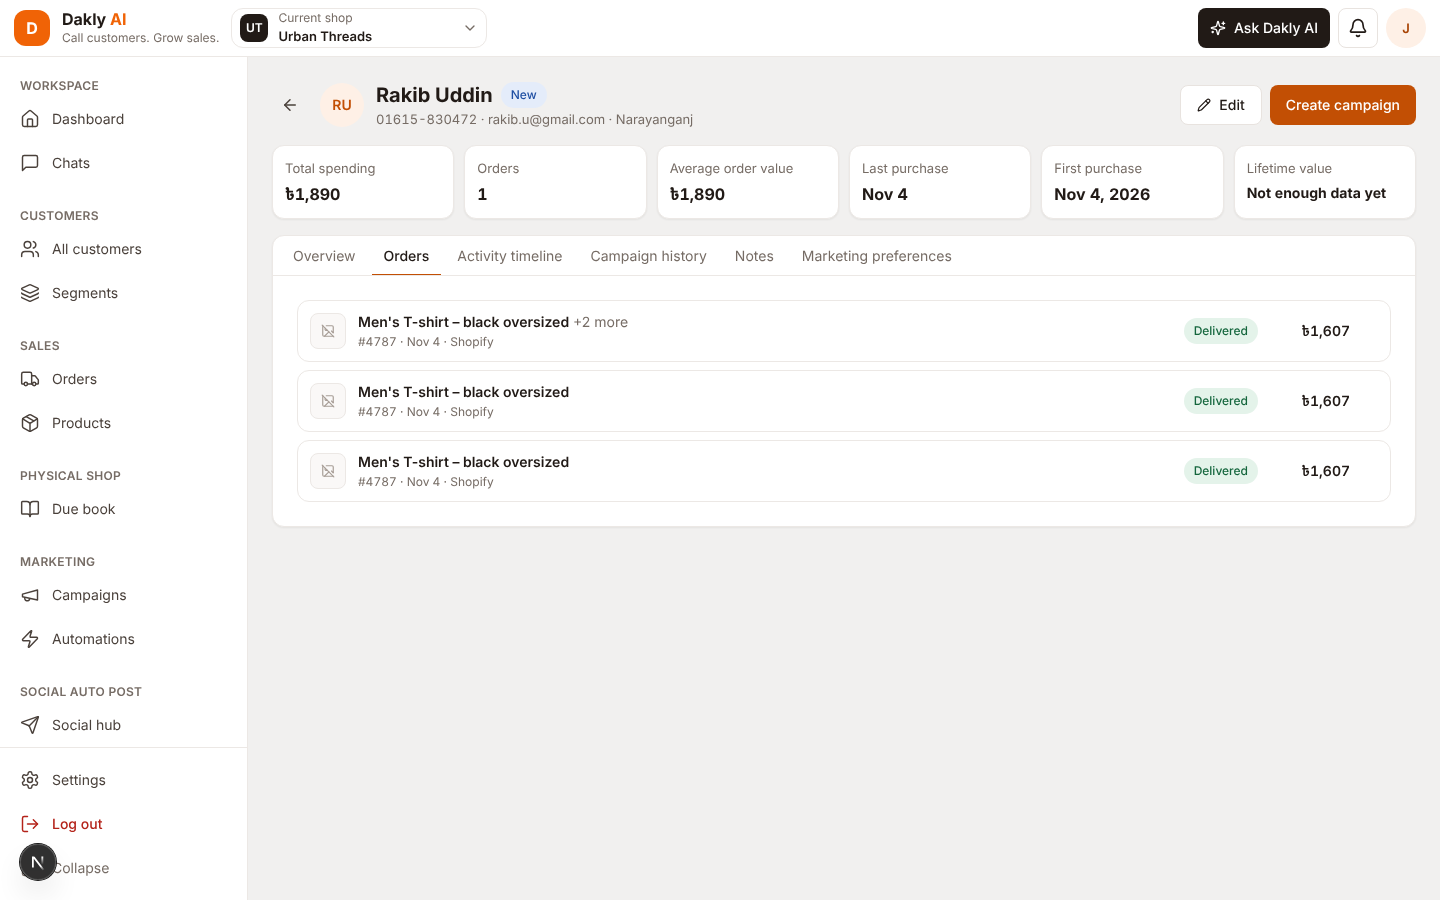 D
Dakly AI
Call customers. Grow sales.
UT
Current shop
Urban Threads
Ask Dakly AI
J
WORKSPACE
Dashboard
Chats
CUSTOMERS
All customers
Segments
SALES
Orders
Products
PHYSICAL SHOP
Due book
MARKETING
Campaigns
Automations
SOCIAL AUTO POST
Social hub
Settings
Log out
N
Collapse
RU
Rakib Uddin
New
01615-830472 · rakib.u@gmail.com · Narayanganj
Edit
Create campaign
Total spending
৳1,890
Orders
1
Average order value
৳1,890
Last purchase
Nov 4
First purchase
Nov 4, 2026
Lifetime value
Not enough data yet
Overview
Orders
Activity timeline
Campaign history
Notes
Marketing preferences
Men's T-shirt – black oversized +2 more
#4787 · Nov 4 · Shopify
Delivered
৳1,607
Men's T-shirt – black oversized
#4787 · Nov 4 · Shopify
Delivered
৳1,607
Men's T-shirt – black oversized
#4787 · Nov 4 · Shopify
Delivered
৳1,607